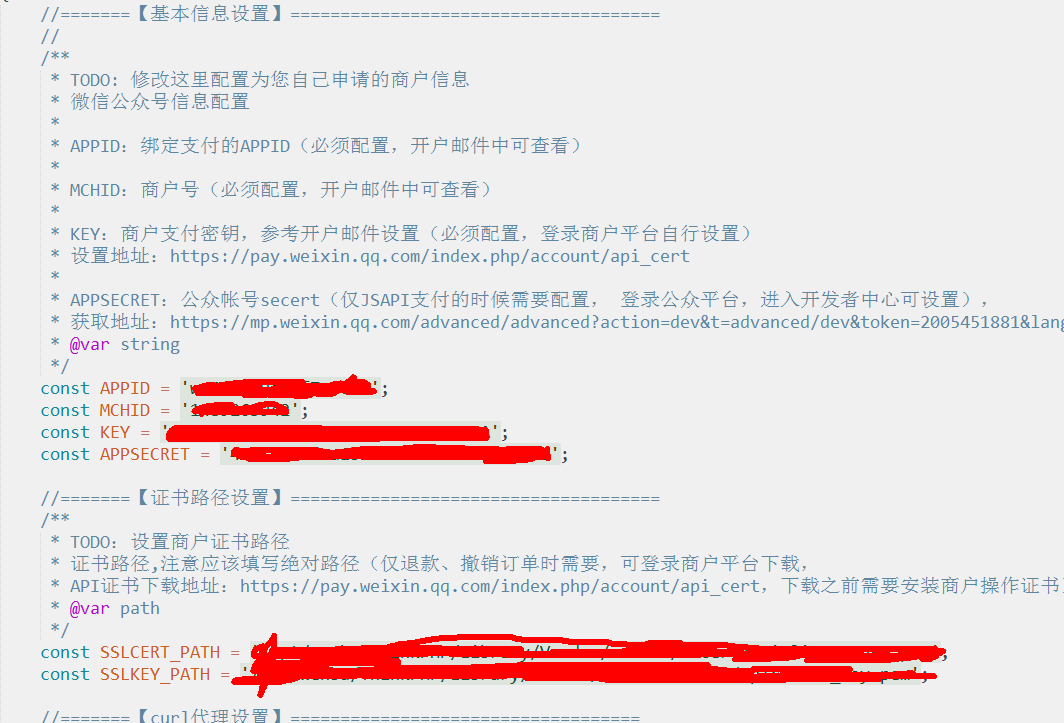 //=======【基本信息设置】=====================================
//
/**
* TODO: 修改这里配置为您自己申请的商户信息
* 微信公众号信息配置
*
* APPID：绑定支付的APPID（必须配置，开户邮件中可查看）
*
* MCHID：商户号（必须配置，开户邮件中可查看）
*
* KEY：商户支付密钥，参考开户邮件设置（必须配置，登录商户平台自行设置）
* 设置地址：https://pay.weixin.qq.com/index.php/account/api_cert
*
* APPSECRET：公众帐号secert（仅JSAPI支付的时候需要配置， 登录公众平台，进入开发者中心可设置），
* 获取地址：https://mp.weixin.qq.com/advanced/advanced?action=dev&t=advanced/dev&token=2005451881&lang
* @var string
*/
const APPID = '';
const MCHID = '';
const KEY = '';
const APPSECRET = '';
//=======【证书路径设置】=====================================
/**
* TODO：设置商户证书路径
* 证书路径,注意应该填写绝对路径（仅退款、撤销订单时需要，可登录商户平台下载，
* API证书下载地址：https://pay.weixin.qq.com/index.php/account/api_cert，下载之前需要安装商户操作证书
* @var path
*/
const SSLCERT_PATH =
const SSLKEY_PATH =
//=======【curl代理设置】===================================